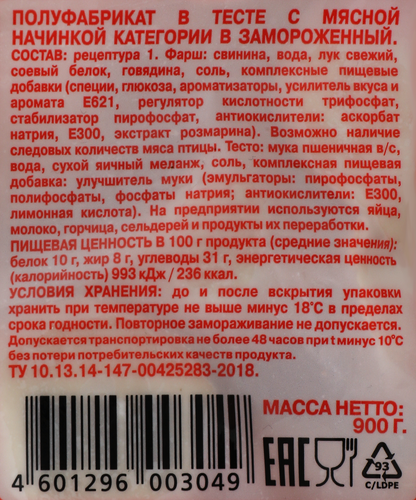 ПОЛУФАБРИКАТ В ТЕСТЕ С МЯСНОЙ
НАЧИНКОЙ КАТЕГОРИИ В ЗАМОРОЖЕННЫЙ.
СОСТАВ: рецептура 1. Фарш: свинина, вода, лук свежий,
соевый белок, говядина, соль, комплексные пищевые
добавки (специи, глюкоза, ароматизаторы, усилитель вкуса и
аромата Е621, регулятор кислотности трифосфат,
стабилизатор пирофосфат, антиокислители: аскорбат
натрия, Е300, экстракт розмарина). Возможно наличие
следовых количеств мяса птицы. Тесто: мука пшеничная в/с,
вода, сухой яичный меланж, соль, комплексная пищевая
добавка: улучшитель муки (эмульгаторы: пирофосфаты,
полифосфаты, фосфаты натрия; антиокислители: Е300,
лимонная кислота). На предприятии используются яйца,
молоко, горчица, сельдерей и продукты их переработки.
ПИЩЕВАЯ ЦЕННОСТЬ В 100 г продукта (средние значения):
белок 10 г, жир 8 г, углеводы 31 г, энергетическая ценность
(калорийность) 993 кДж / 236 ккал.
УСЛОВИЯ ХРАНЕНИЯ: до и после вскрытия упаковки
хранить при температуре не выше минус 18°С в пределах
срока годности. Повторное замораживание не допускается.
Допускается транспортировка не более 48 часов при t минус 10°С
без потери потребительских качеств продукта.
ТУ 10.13.14-147-00425283-2018.
МАССА НЕТТО:
900 Г.
4 601296 003049
EAC
93
C/LDPE